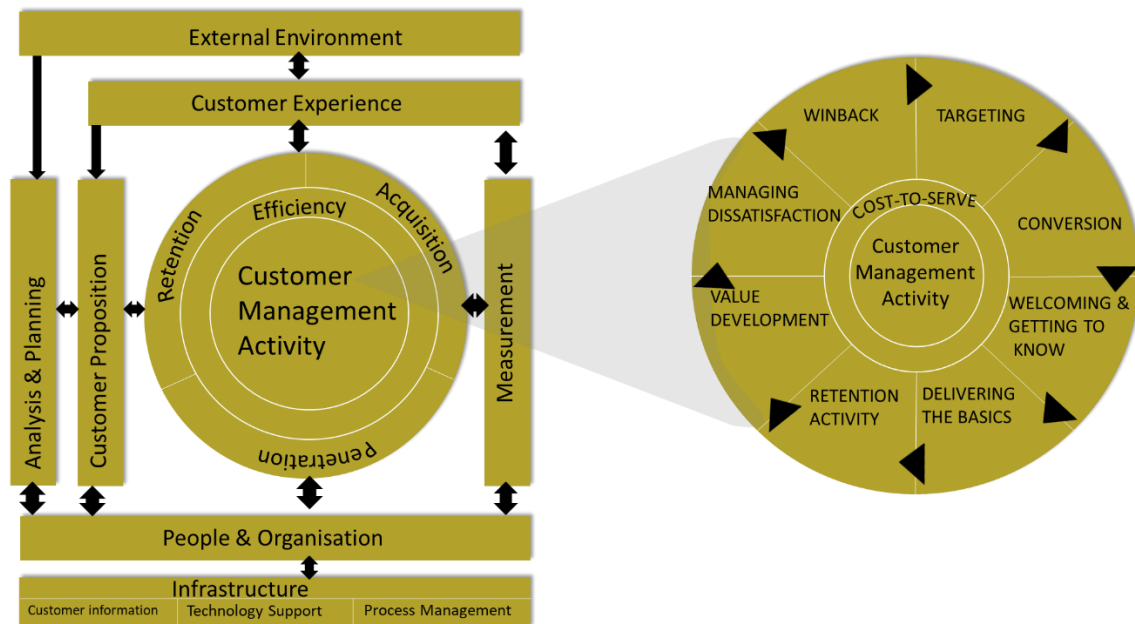 External Environment
Customer Experience
Analysis & Planning
Customer Proposition
Retention
Efficiency
Acquisition
Customer
Management
Activity
Penetration
Measurement
People & Organisation
Infrastructure
Customer information
Technology Support
Process Management
WINBACK
TARGETING
MANAGING
DISSATISFACTION
COST-TO-SERVE
CONVERSION
Customer
Management
Activity
VALUE
DEVELOPMENT
WELCOMING &
GETTING TO
KNOW
RETENTION
ACTIVITY
DELIVERING
THE BASICS